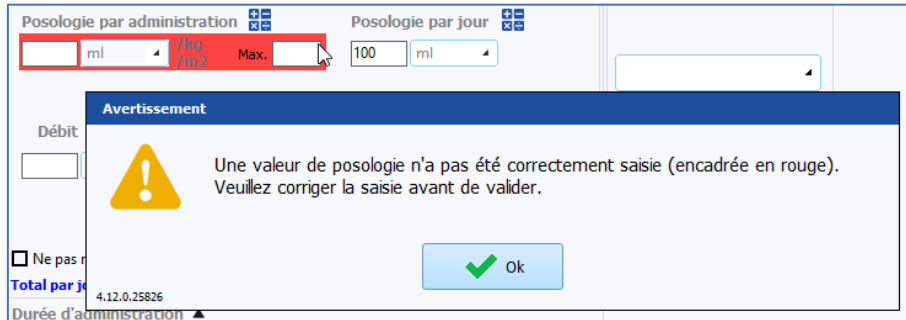 Posologie par administration
Posologie par jour
ml
/kg
/m2
Max.
100
ml
Avertissement
Débit
Une valeur de posologie n'a pas été correctement saisie (encadrée en rouge).
Veuillez corriger la saisie avant de valider.
Ok
Ne pas
Total par
4.12.0.25826
Durée d'administration